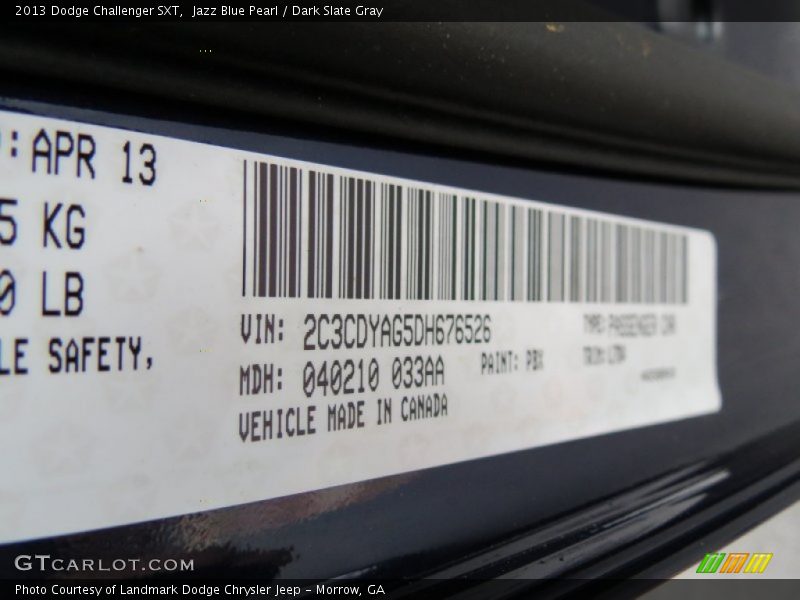 2013 Dodge Challenger SXT, Jazz Blue Pearl / Dark Slate Gray
: APR 13
5 KG
0 LB
LE SAFETY,
VIN: 2C3CDYAG5DH676526
TYPE: PASSENGER CAR
MDH: 040210 033AA
PAINT: PBX
TRIM:
VEHICLE MADE IN CANADA
GTCARLOT.COM
Photo Courtesy of Landmark Dodge Chrysler Jeep – Morrow, GA